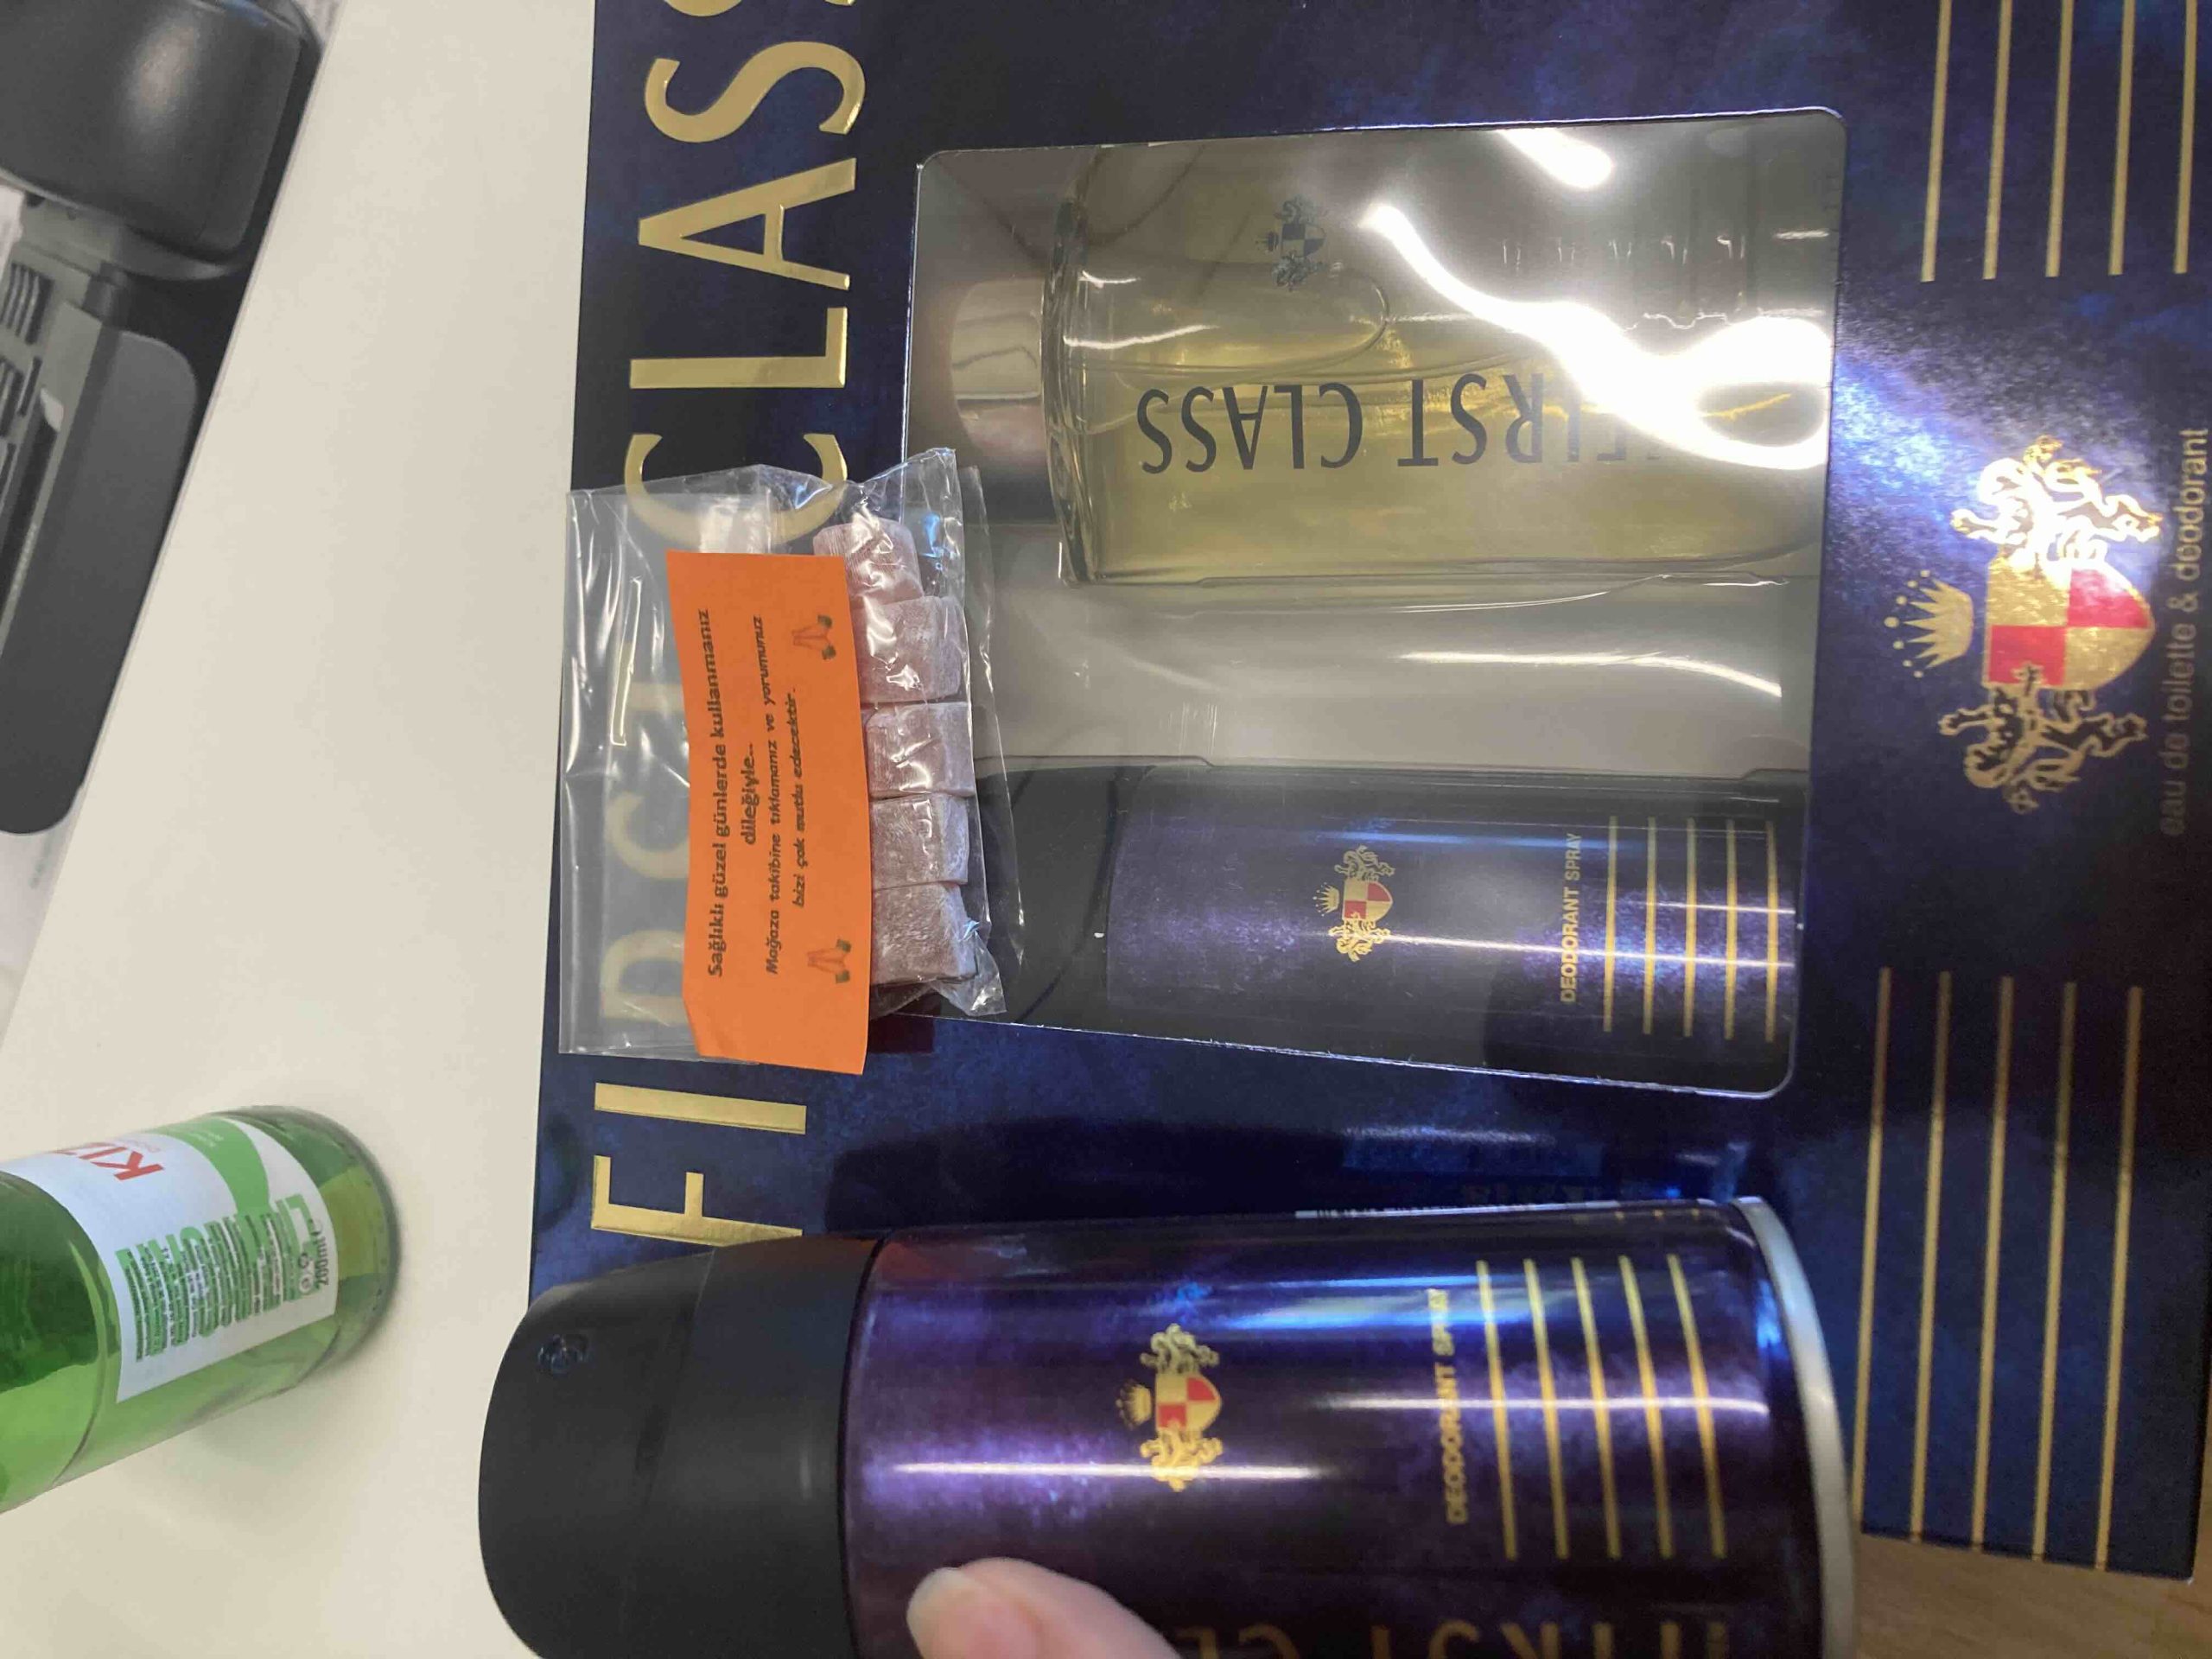 FIRST CLASS
Sağlıklı güzel günlerde kullanmanız
dileğiyle...
Mağaza takibine tıklamanız ve yorumunuz
bizi çok mutlu edecektir.
FIRST CLASS
DEODORANT SPRAY
eau de toilette & deodorant
DEODORANT SPRAY
FIRST CL
200ml